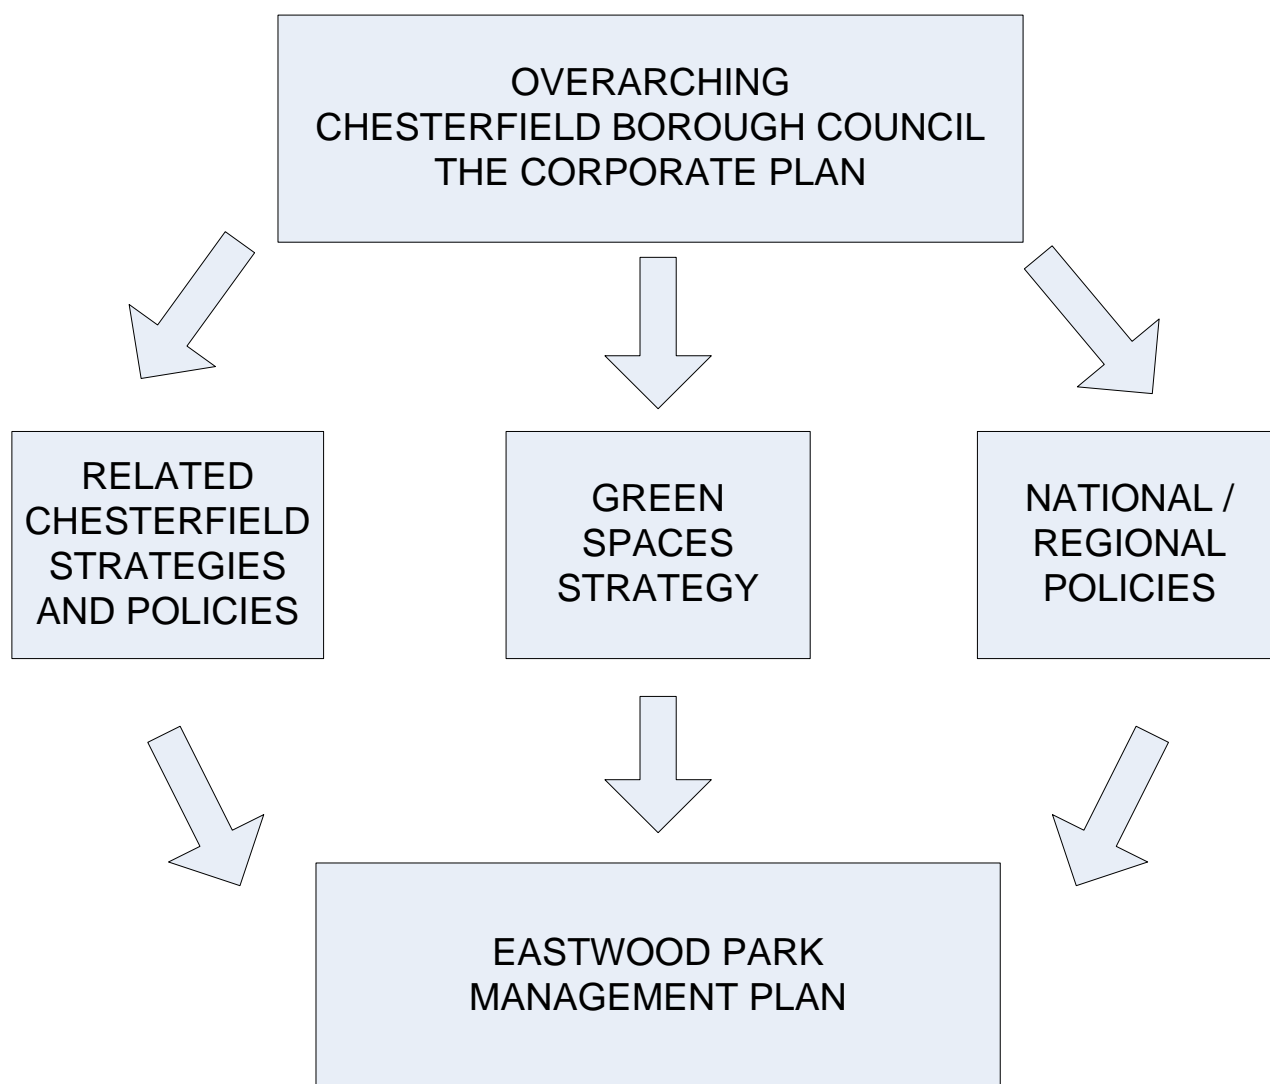 OVERARCHING
CHESTERFIELD BOROUGH COUNCIL
THE CORPORATE PLAN
RELATED
CHESTERFIELD
STRATEGIES
AND POLICIES
GREEN
SPACES
STRATEGY
NATIONAL /
REGIONAL
POLICIES
EASTWOOD PARK
MANAGEMENT PLAN